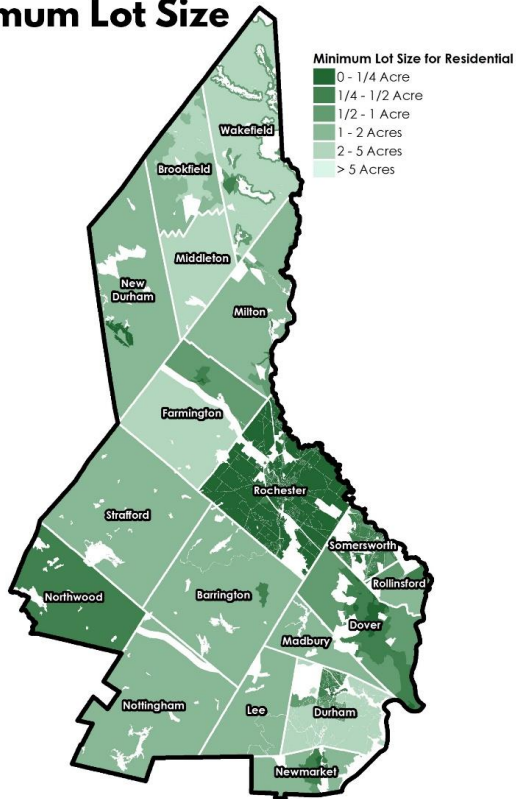 mum Lot Size
Minimum Lot Size for Residential
0 - 1/4 Acre
1/4 - 1/2 Acre
1/2 - 1 Acre
1 - 2 Acres
2 - 5 Acres
> 5 Acres
Wakefield
Brookfield
Middleton
New
Durham
Milton
Farmington
Rochester
Strafford
Somersworth
Rollinsford
Northwood
Barrington
Dover
Madbury
Nottingham
Lee
Durham
Newmarket